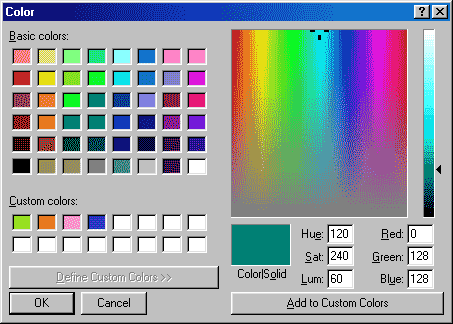 Color
Basic colors:
Custom colors:
Define Custom Colors >>
OK
Cancel
Color|Solid
Hue: 120
Sat: 240
Lum: 60
Red: 0
Green: 128
Blue: 128
Add to Custom Colors